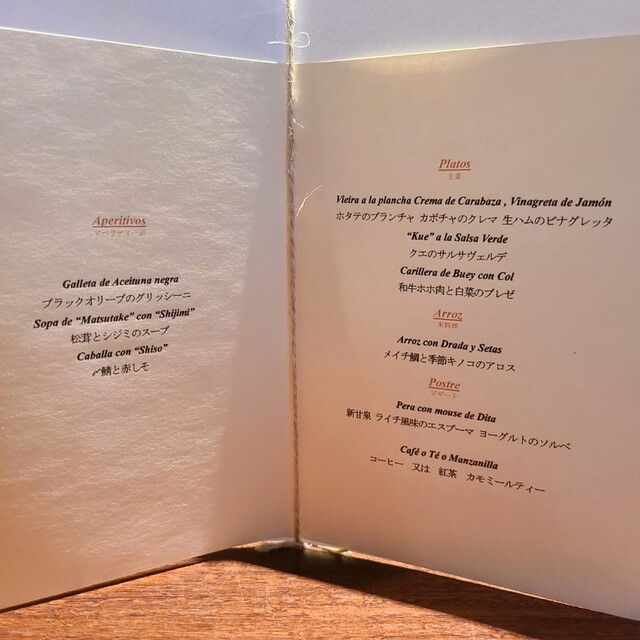 Aperitivos
Galleta de Aceituna negra
ブラックオリーブのグリッシーニ
Sopa de “Matsutake” con “Shijimi”
松茸とシジミのスープ
Caballa con “Shiso”
〆鯖と赤しそ
Platos
主菜
Vieira a la plancha Crema de Carabaza , Vinagreta de Jamón
ホタテのプランチャ カボチャのクレマ 生ハムのビナグレッタ
“Kue” a la Salsa Verde
クエのサルサヴェルデ
Carillera de Buey con Col
和牛ホホ肉と白菜のブレゼ
Arroz
米料理
Arroz con Drada y Setas
メイチ鯛と季節キノコのアロス
Postre
デザート
Pera con mouse de Dita
新甘泉 ライチ風味のエスプーマ ヨーグルトのソルベ
Café o Té o Manzanilla
コーヒー 又は 紅茶 カモミールティー